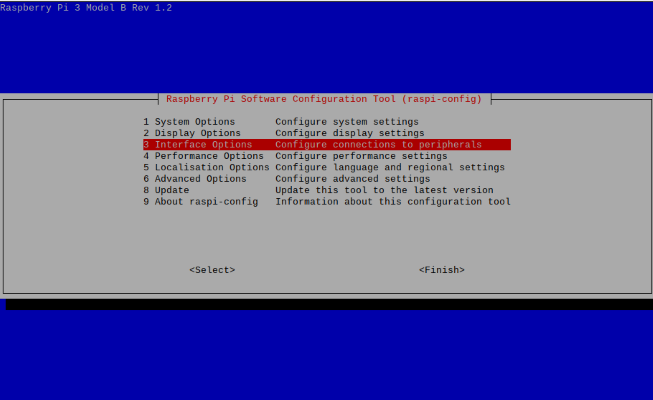 Raspberry Pi 3 Model B Rev 1.2
Raspberry Pi Software Configuration Tool (raspi-config)
1 System Options Configure system settings
2 Display Options Configure display settings
3 Interface Options Configure connections to peripherals
4 Performance Options Configure performance settings
5 Localisation Options Configure language and regional settings
6 Advanced Options Configure advanced settings
8 Update Update this tool to the latest version
9 About raspi-config Information about this configuration tool
<Select> <Finish>